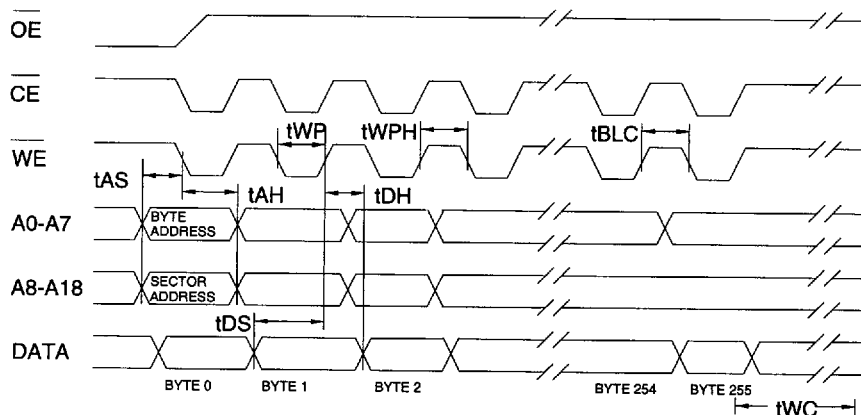 OE
CE
tWP
tWPH
tBLC
WE
tAS
tAH
tDH
A0-A7
BYTE
ADDRESS
A8-A18
SECTOR
ADDRESS
tDS
DATA
BYTE 0
BYTE 1
BYTE 2
BYTE 254
BYTE 255
tWC